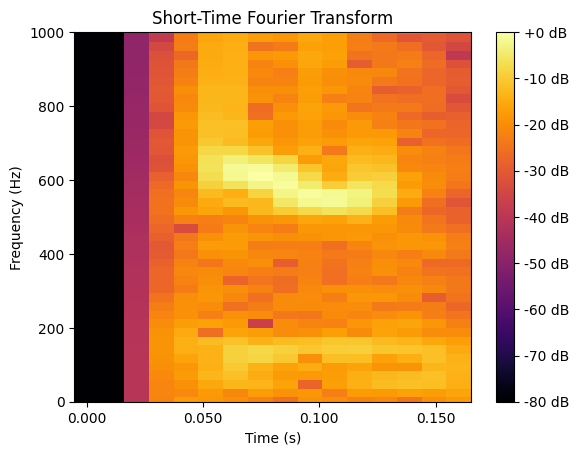 Short-Time Fourier Transform
1000
800
600
400
200
0
Frequency (Hz)
0.000
0.050
0.100
0.150
Time (s)
+0 dB
-10 dB
-20 dB
-30 dB
-40 dB
-50 dB
-60 dB
-70 dB
-80 dB